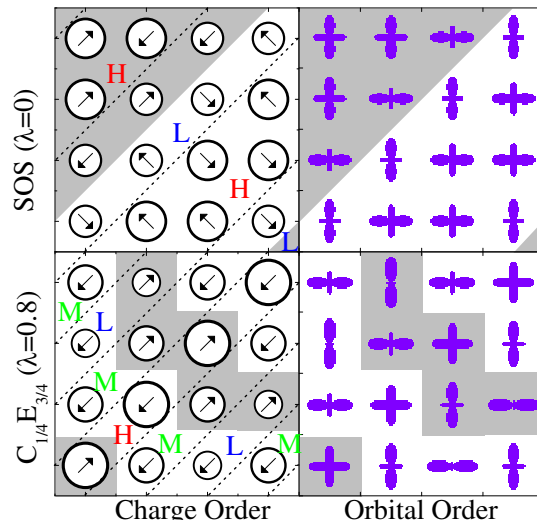 SOS (λ=0)
H
L
H
L
C1/4E3/4 (λ=0.8)
M
L
M
H
M
L
M
Charge Order
Orbital Order